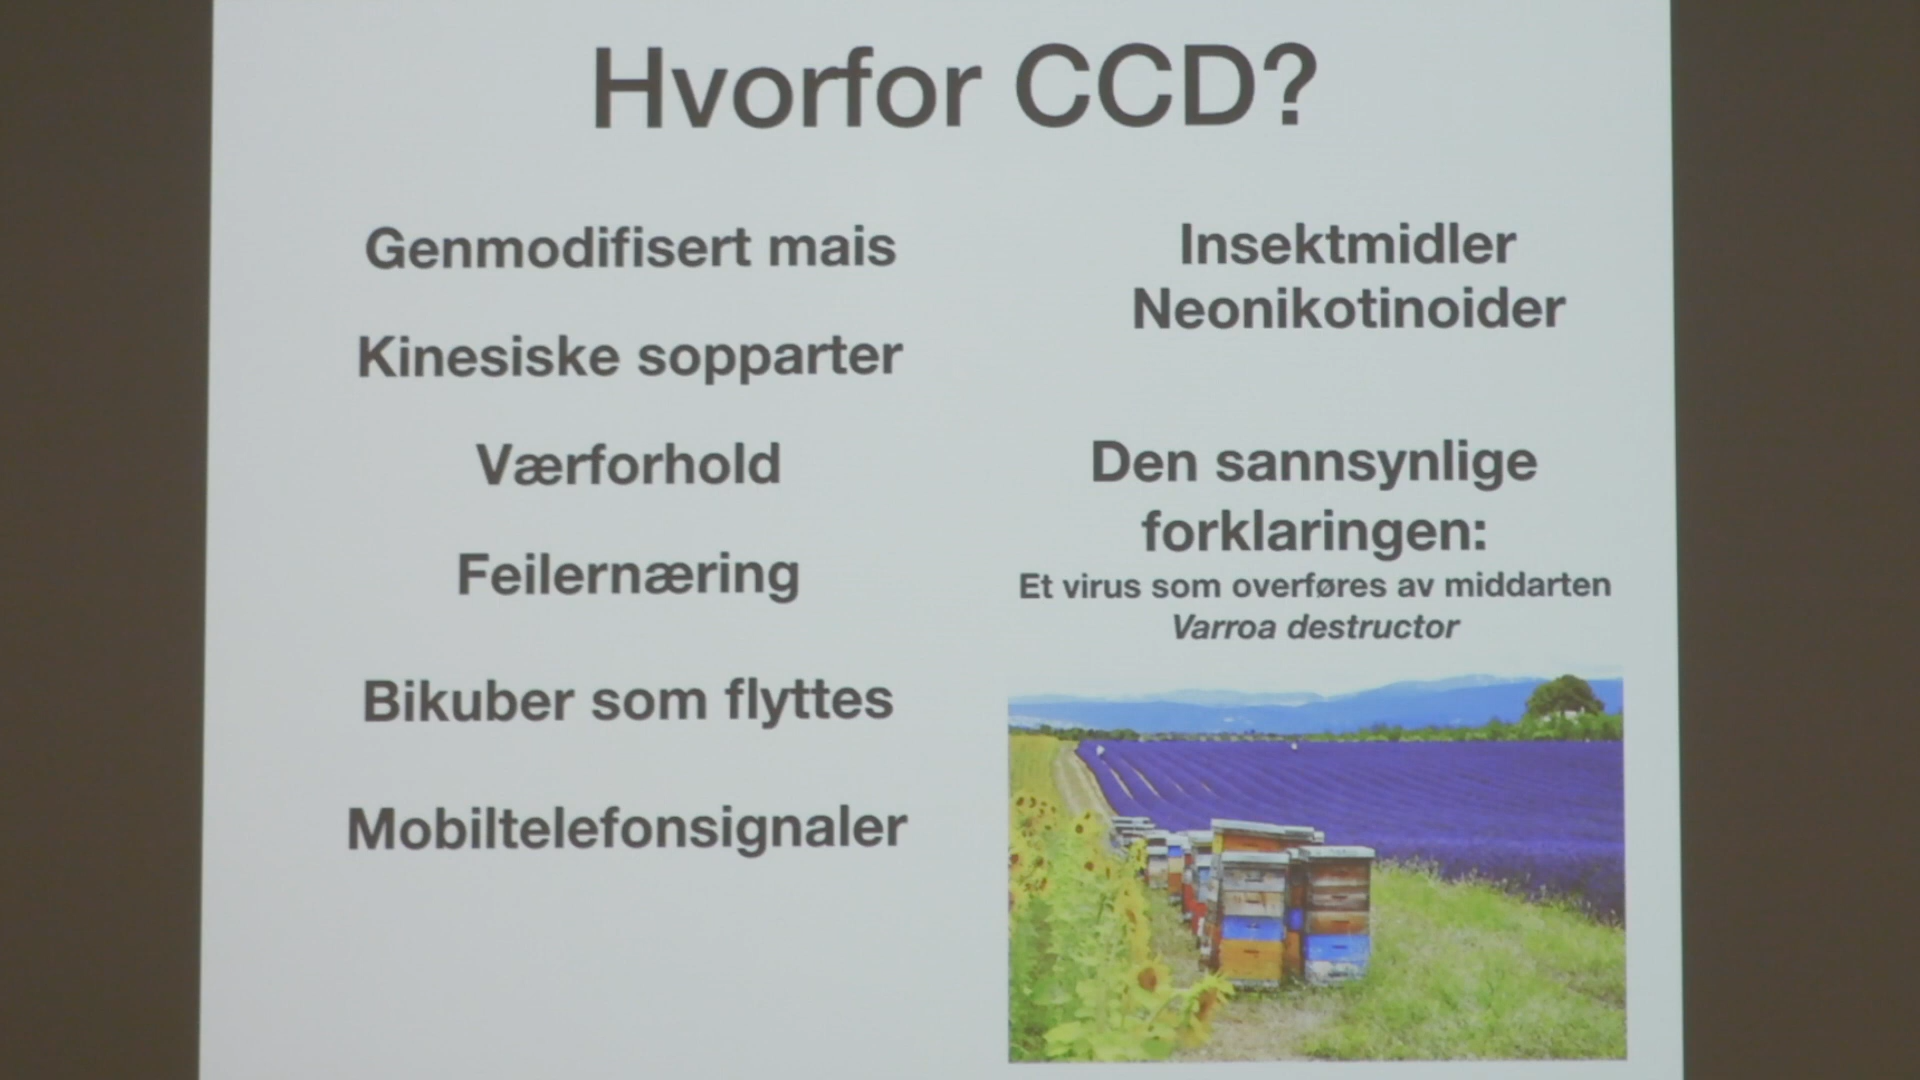 Hvorfor CCD?
Genmodifisert mais
Kinesiske sopparter
Værforhold
Feilernæring
Bikuber som flyttes
Mobiltelefonsignaler
Insektmidler
Neonikotinoider
Den sannsynlige
forklaringen:
Et virus som overføres av middarten
Varroa destructor